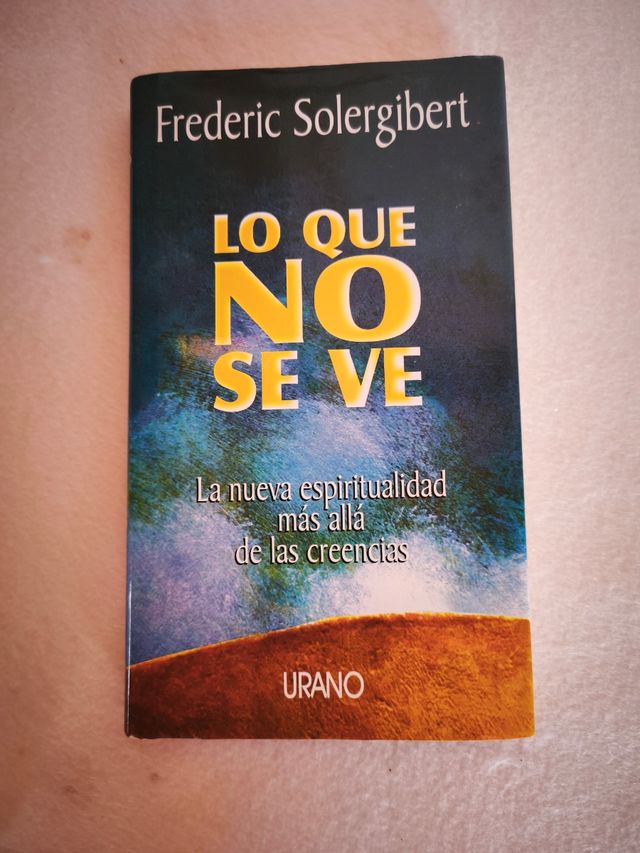 Frederic Solergibert
LO QUE
NO
SE VE
La nueva espiritualidad
más allá
de las creencias
URANO